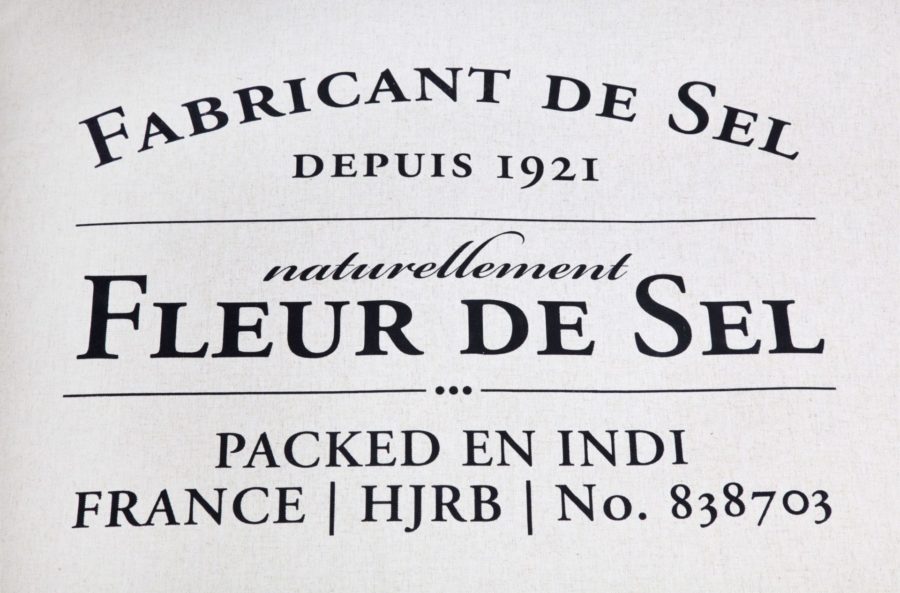 Fabricant de Sel
depuis 1921
naturellement
Fleur de Sel
PACKED EN INDI
FRANCE | HJRB | No. 838703